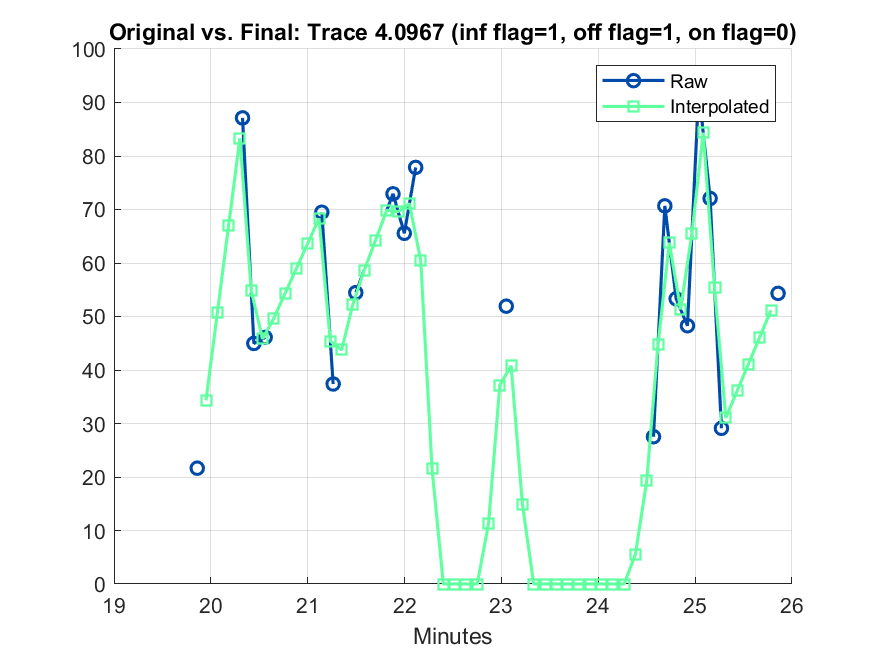 Original vs. Final: Trace 4.0967 (inf flag=1, off flag=1, on flag=0)
100
90
80
70
60
50
40
30
20
10
0
Raw
Interpolated
19 20 21 22 23 24 25 26
Minutes